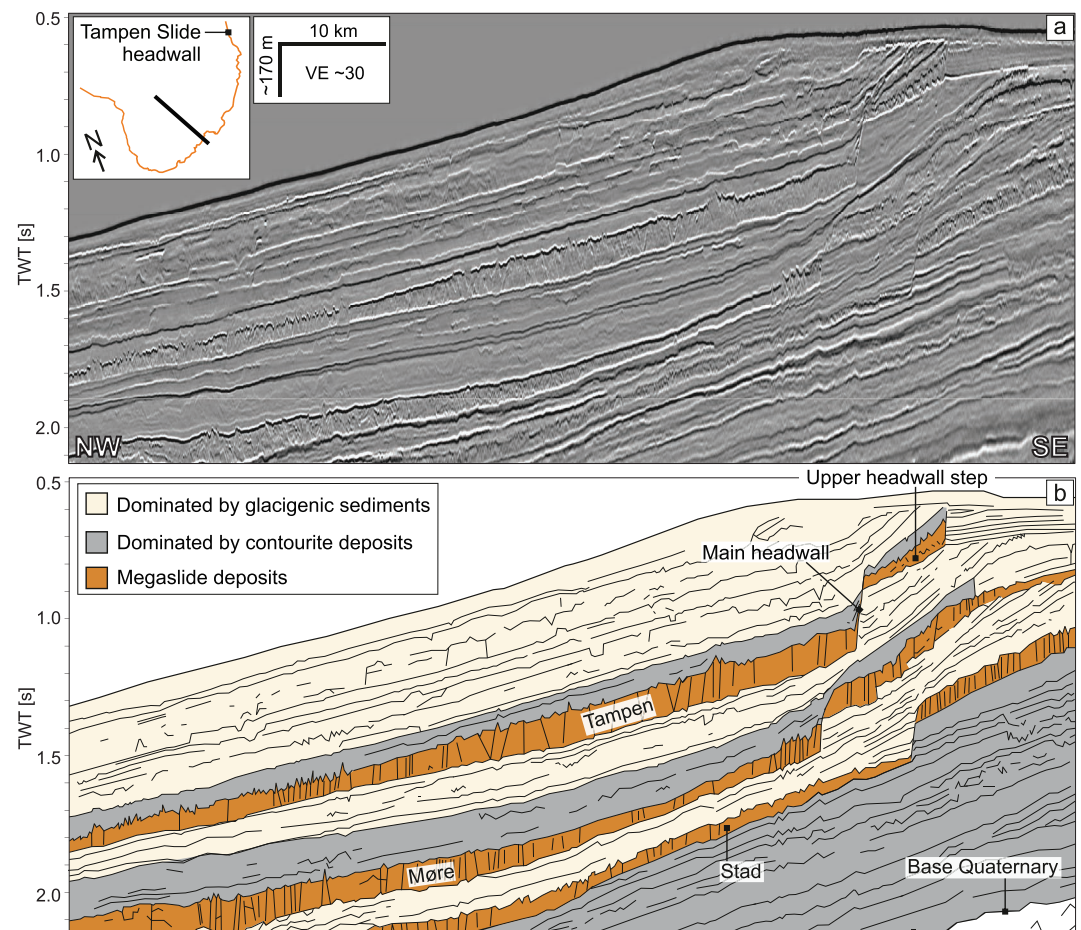 0.5
1.0
1.5
2.0
TWT [s]
Tampen Slide
headwall
N
10 km
~170 m
VE ~30
a
NW
SE
0.5
1.0
1.5
2.0
TWT [s]
Dominated by glacigenic sediments
Dominated by contourite deposits
Megaslide deposits
Upper headwall step
b
Main headwall
Tampen
Møre
Stad
Base Quaternary